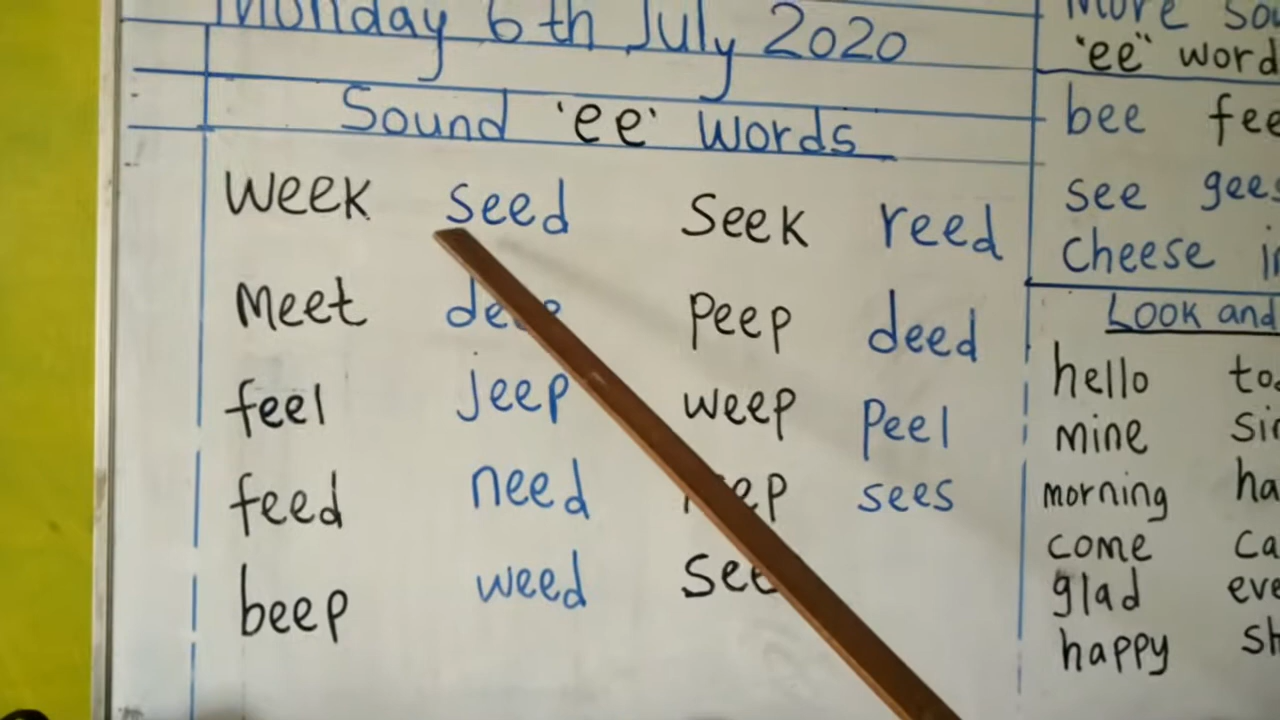 Monday 6th July 2020
Sound 'ee' words
week seed seek reed
meet peep deed
feel jeep weep peel
feed need sees
beep weed
More
"ee" word
bee
see
cheese
Look and
hello
mine
morning
come
glad
happy